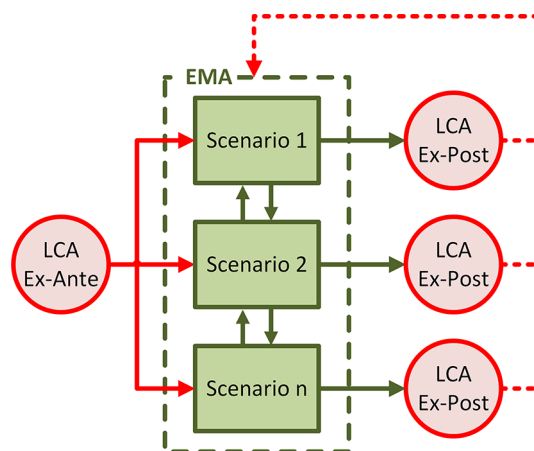 EMA
Scenario 1
LCA
Ex-Post
LCA
Ex-Ante
Scenario 2
LCA
Ex-Post
Scenario n
LCA
Ex-Post